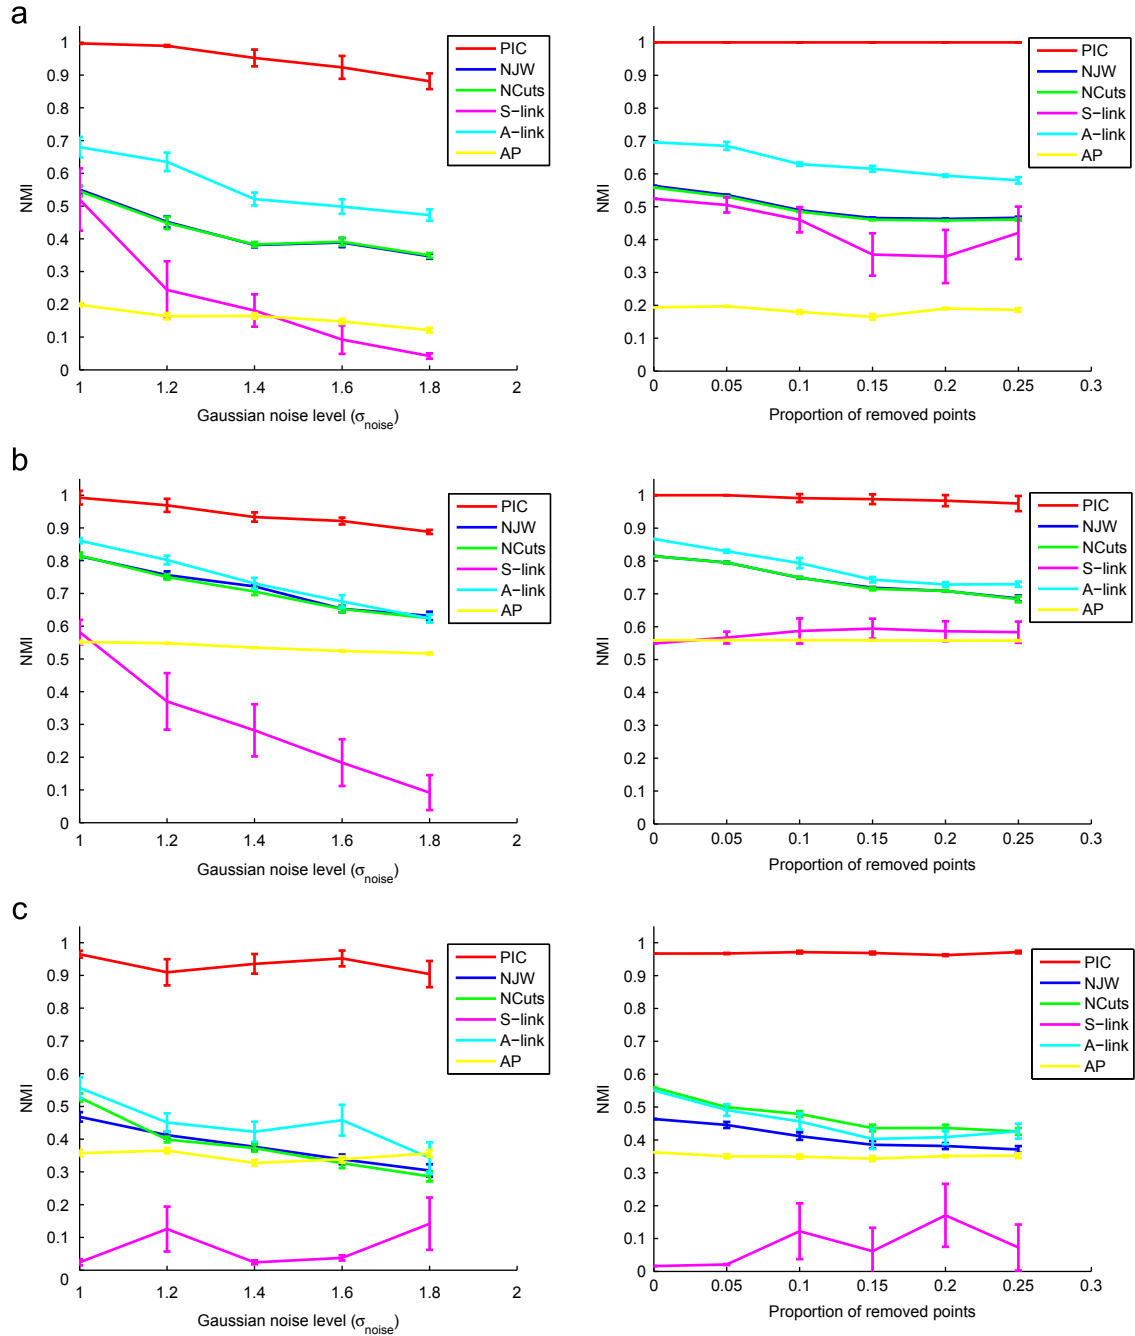 a
1
0.9
0.8
0.7
0.6
0.5
0.4
0.3
0.2
0.1
0
NMI
1
1.2
1.4
1.6
1.8
2
Gaussian noise level (σnoise)
PIC
NJW
NCuts
S−link
A−link
AP
1
0.9
0.8
0.7
0.6
0.5
0.4
0.3
0.2
0.1
0
NMI
0
0.05
0.1
0.15
0.2
0.25
0.3
Proportion of removed points
PIC
NJW
NCuts
S−link
A−link
AP
b
1
0.9
0.8
0.7
0.6
0.5
0.4
0.3
0.2
0.1
0
NMI
1
1.2
1.4
1.6
1.8
2
Gaussian noise level (σnoise)
PIC
NJW
NCuts
S−link
A−link
AP
1
0.9
0.8
0.7
0.6
0.5
0.4
0.3
0.2
0.1
0
NMI
0
0.05
0.1
0.15
0.2
0.25
0.3
Proportion of removed points
PIC
NJW
NCuts
S−link
A−link
AP
c
1
0.9
0.8
0.7
0.6
0.5
0.4
0.3
0.2
0.1
0
NMI
1
1.2
1.4
1.6
1.8
2
Gaussian noise level (σnoise)
PIC
NJW
NCuts
S−link
A−link
AP
1
0.9
0.8
0.7
0.6
0.5
0.4
0.3
0.2
0.1
0
NMI
0
0.05
0.1
0.15
0.2
0.25
0.3
Proportion of removed points
PIC
NJW
NCuts
S−link
A−link
AP